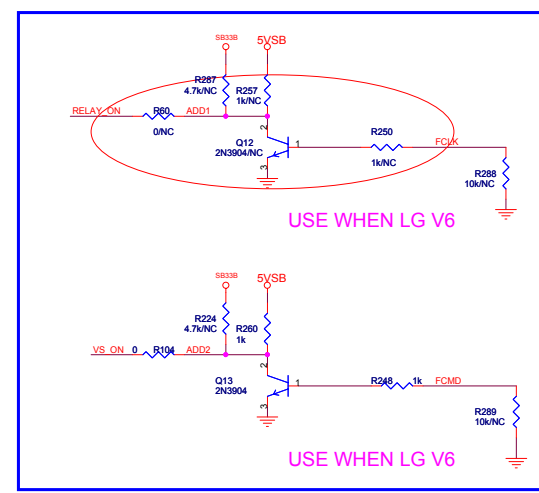 SB33B
5VSB
R287
4.7k/NC
R257
1k/NC
RELAY_ON
R60
ADD1
0/NC
Q12
2N3904/NC
2
1
3
R250
1k/NC
FCLK
R288
10k/NC
USE WHEN LG V6
SB33B
5VSB
R224
4.7k/NC
R260
1k
VS_ON
0
R104
ADD2
Q13
2N3904
2
1
3
R248
1k
FCMD
R289
10k/NC
USE WHEN LG V6